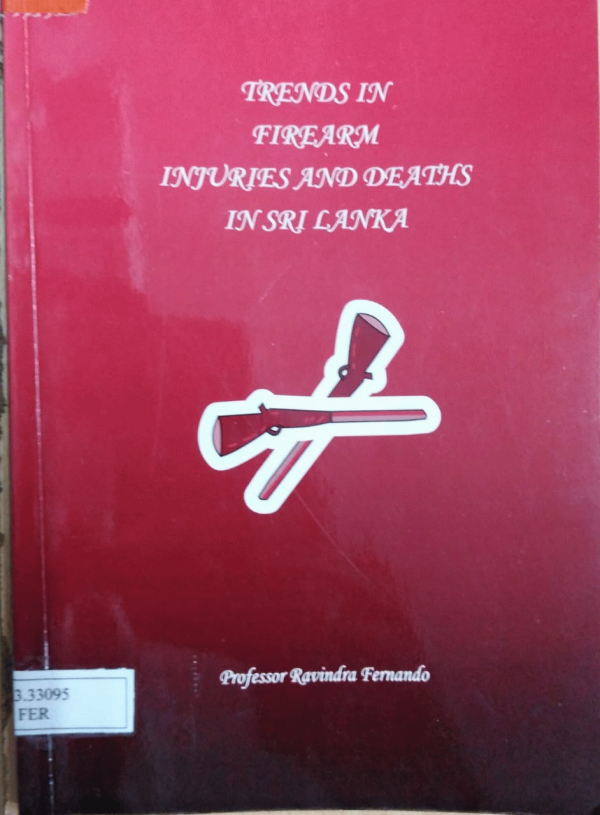 TRENDS IN
FIREARM
INJURIES AND DEATHS
IN SRI LANKA
Professor Ravindra Fernando
3.33095
FER